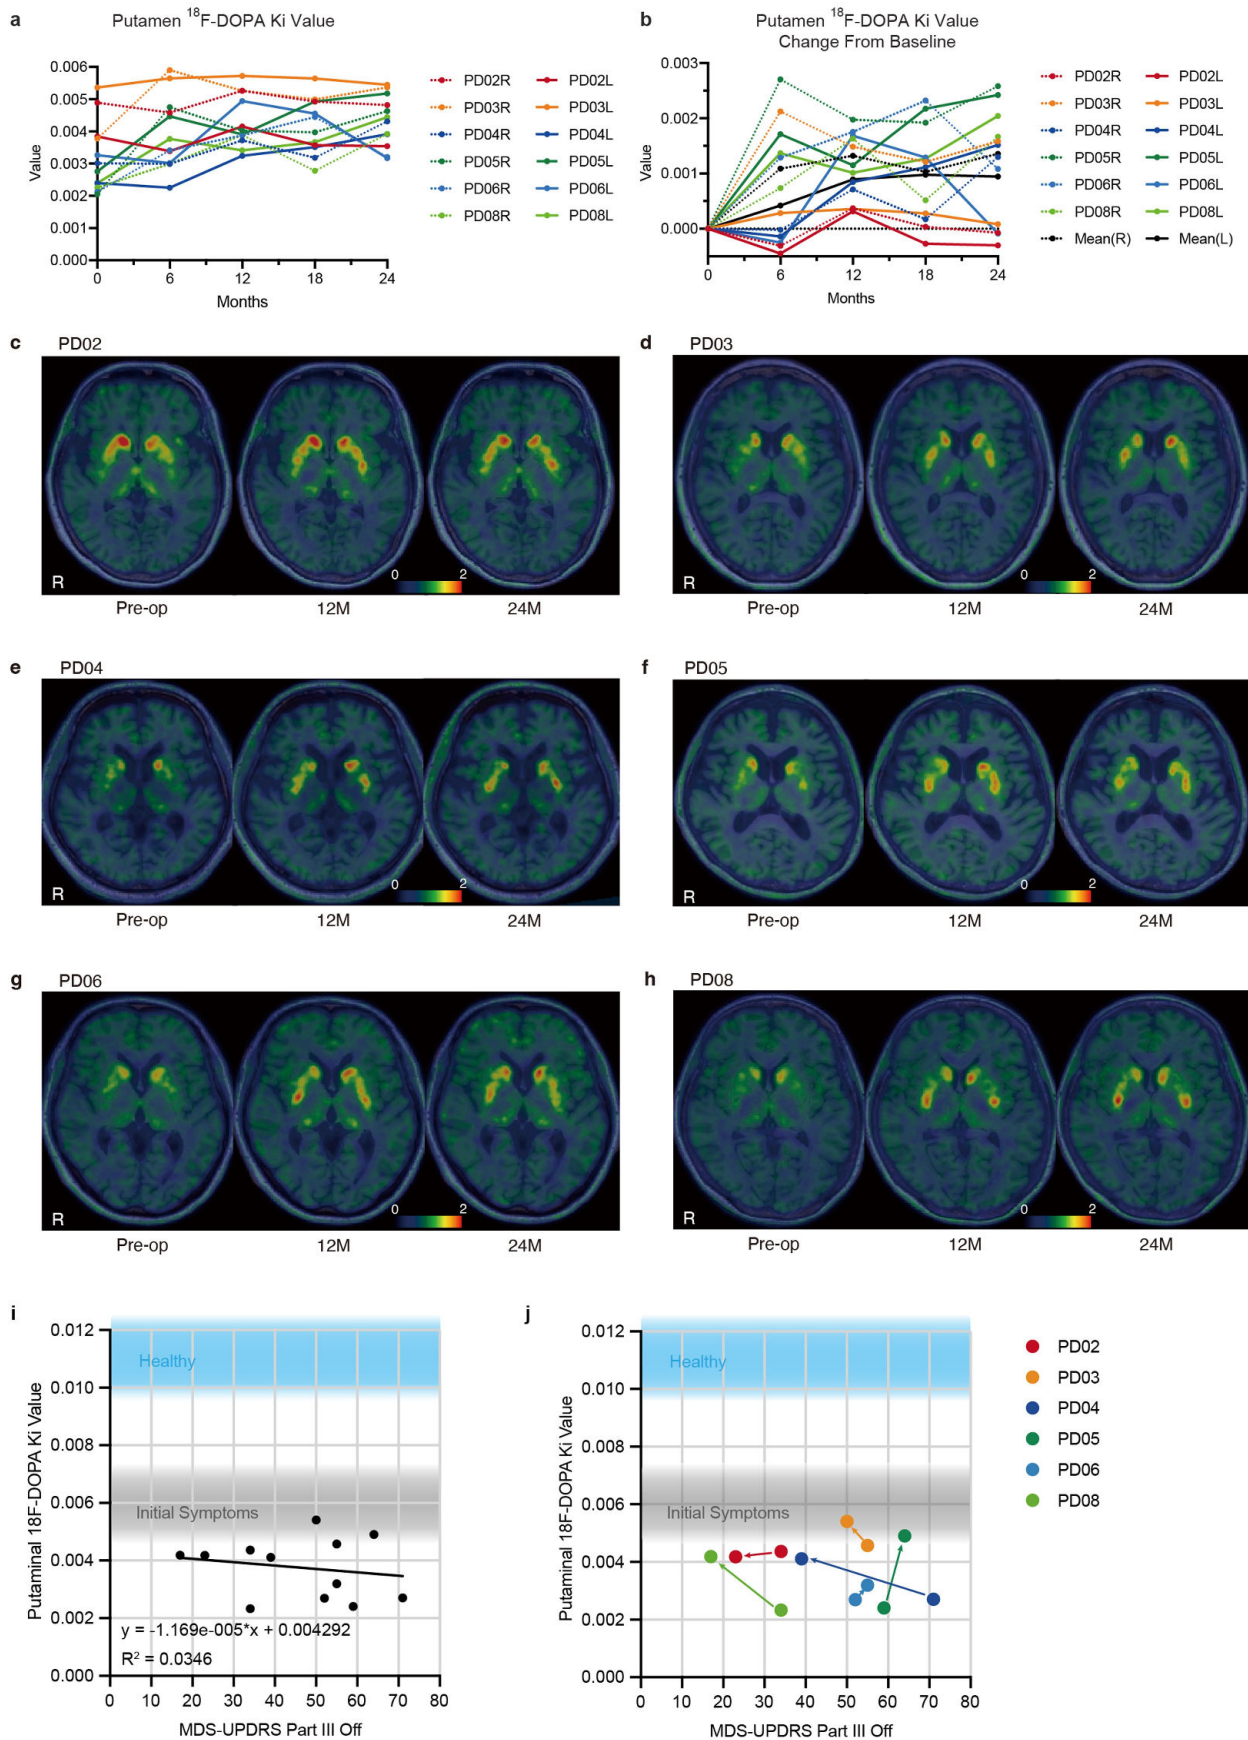 a
Putamen ¹⁸F-DOPA Ki Value
0.006
0.005
0.004
0.003
0.002
0.001
0.000
Value
0 6 12 18 24
Months
PD02R PD02L
PD03R PD03L
PD04R PD04L
PD05R PD05L
PD06R PD06L
PD08R PD08L
b
Putamen ¹⁸F-DOPA Ki Value
Change From Baseline
0.003
0.002
0.001
0.000
Value
0 6 12 18 24
Months
PD02R PD02L
PD03R PD03L
PD04R PD04L
PD05R PD05L
PD06R PD06L
PD08R PD08L
Mean(R) Mean(L)
c PD02
R 0 2
Pre-op 12M 24M
d PD03
R 0 2
Pre-op 12M 24M
e PD04
R 0 2
Pre-op 12M 24M
f PD05
R 0 2
Pre-op 12M 24M
g PD06
R 0 2
Pre-op 12M 24M
h PD08
R 0 2
Pre-op 12M 24M
i
0.012
0.010
0.008
0.006
0.004
0.002
0.000
Putaminal 18F-DOPA Ki Value
Healthy
Initial Symptoms
y = -1.169e-005*x + 0.004292
R² = 0.0346
0 10 20 30 40 50 60 70 80
MDS-UPDRS Part III Off
j
0.012
0.010
0.008
0.006
0.004
0.002
0.000
Putaminal 18F-DOPA Ki Value
Healthy
Initial Symptoms
0 10 20 30 40 50 60 70 80
MDS-UPDRS Part III Off
PD02
PD03
PD04
PD05
PD06
PD08